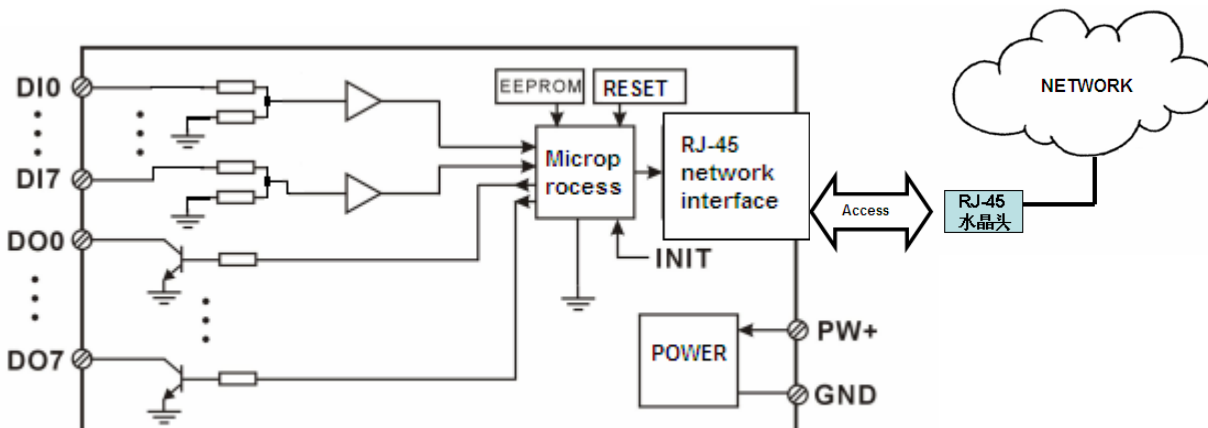 DI0
DI7
DO0
DO7
EEPROM
RESET
Microp
rocess
INIT
RJ-45
network
interface
POWER
PW+
GND
Access
RJ-45
水晶头
NETWORK